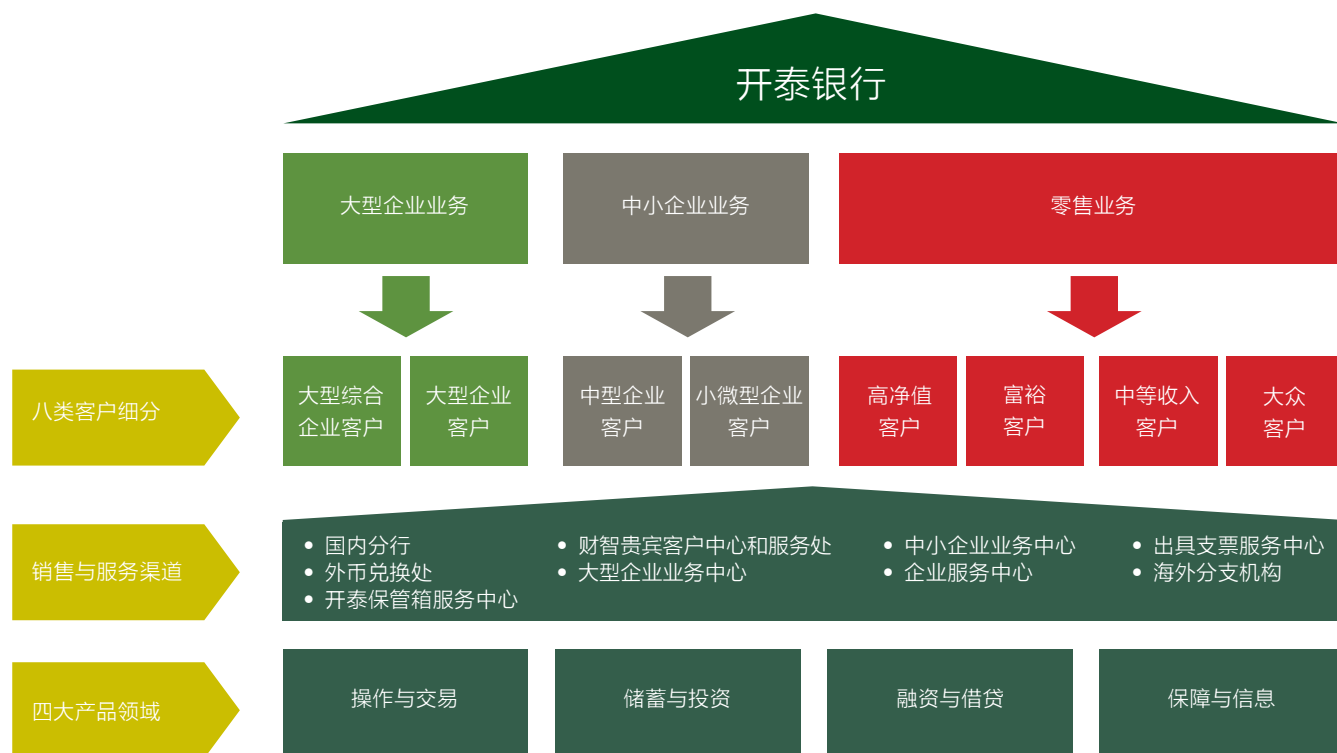 开泰银行
大型企业业务
中小企业业务
零售业务
八类客户细分
大型综合
企业客户
大型企业
客户
中型企业
客户
小微型企业
客户
高净值
客户
富裕
客户
中等收入
客户
大众
客户
销售与服务渠道
• 国内分行
• 外币兑换处
• 开泰保管箱服务中心
• 财智贵宾客户中心和服务处
• 大型企业业务中心
• 中小企业业务中心
• 企业服务中心
• 出具支票服务中心
• 海外分支机构
四大产品领域
操作与交易
储蓄与投资
融资与借贷
保障与信息